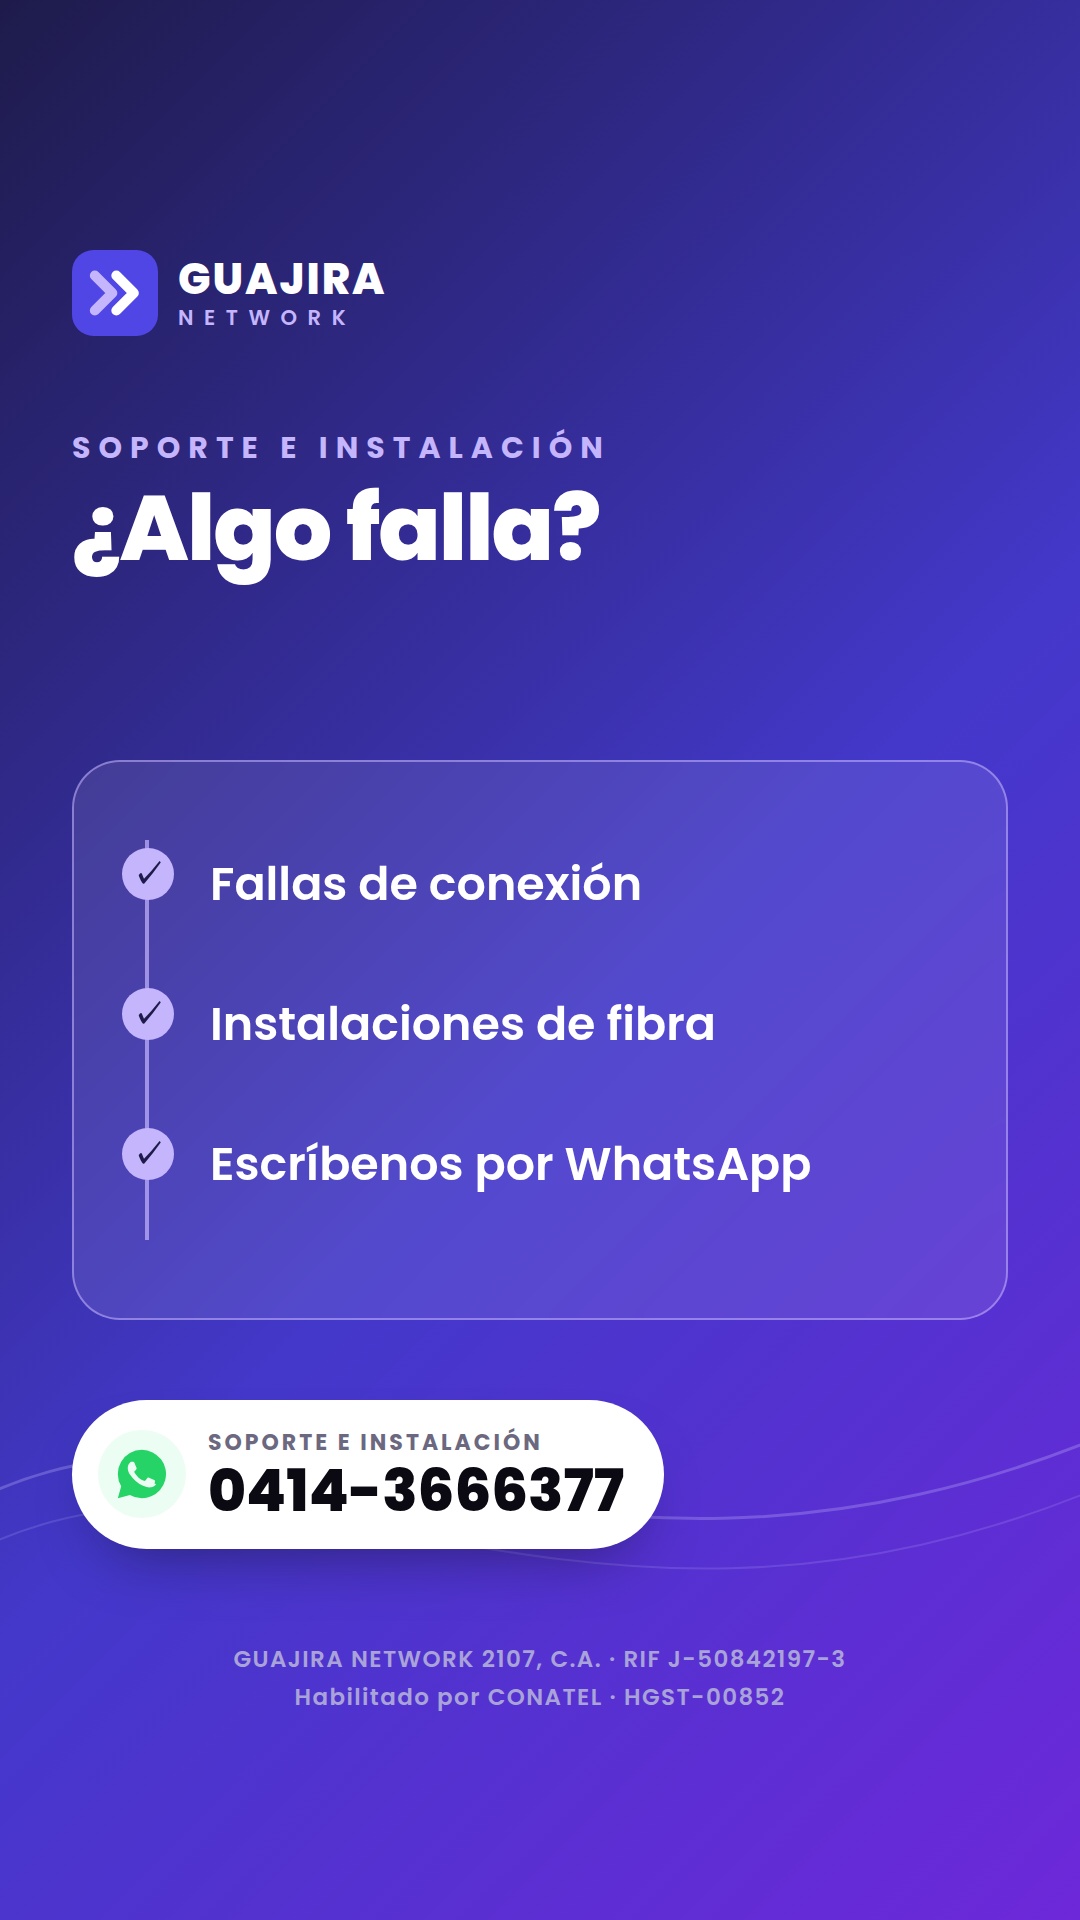 GUAJIRA
NETWORK
SOPORTE E INSTALACIÓN
¿Algo falla?
✓ Fallas de conexión
✓ Instalaciones de fibra
✓ Escríbenos por WhatsApp
SOPORTE E INSTALACIÓN
0414-3666377
GUAJIRA NETWORK 2107, C.A. · RIF J-50842197-3
Habilitado por CONATEL · HGST-00852